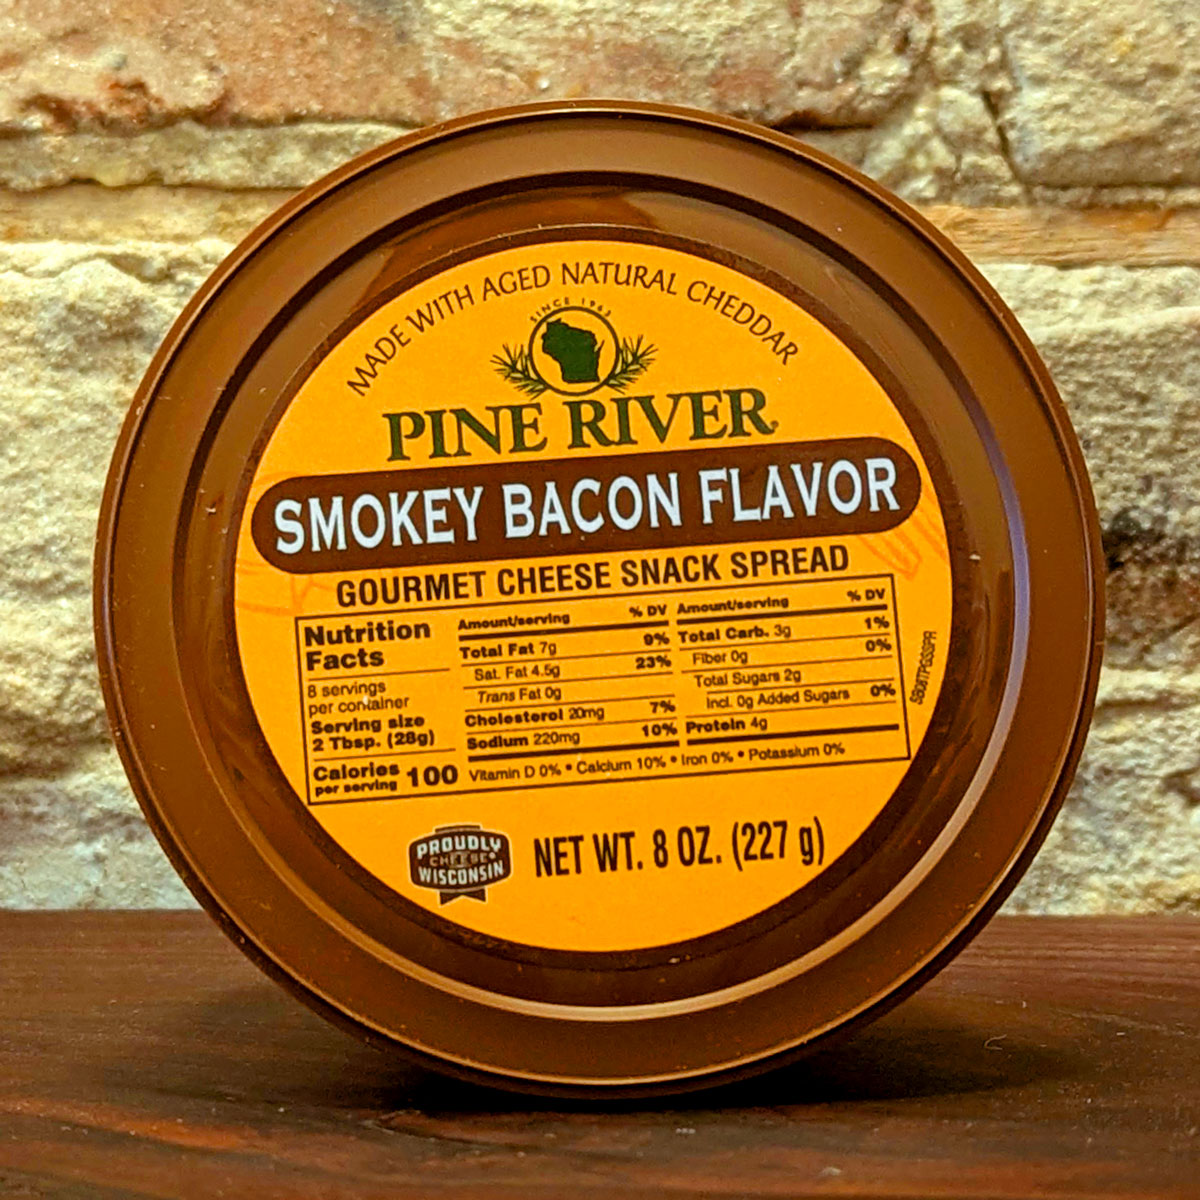 MADE WITH AGED NATURAL CHEDDAR
SINCE 1963
PINE RIVER
SMOKEY BACON FLAVOR
GOURMET CHEESE SNACK SPREAD
Nutrition
Facts
8 servings
per container
Serving size
2 Tbsp. (28g)
Calories 100
per serving
Amount/serving % DV
Total Fat 7g 9%
Sat. Fat 4.5g 23%
Trans Fat 0g
Cholesterol 20mg 7%
Sodium 220mg 10%
Amount/serving % DV
Total Carb. 3g 1%
Fiber 0g 0%
Total Sugars 2g
Incl. 0g Added Sugars 0%
Protein 4g
Vitamin D 0% • Calcium 10% • Iron 0% • Potassium 0%
PROUDLY
CHEESE
WISCONSIN
NET WT. 8 OZ. (227 g)